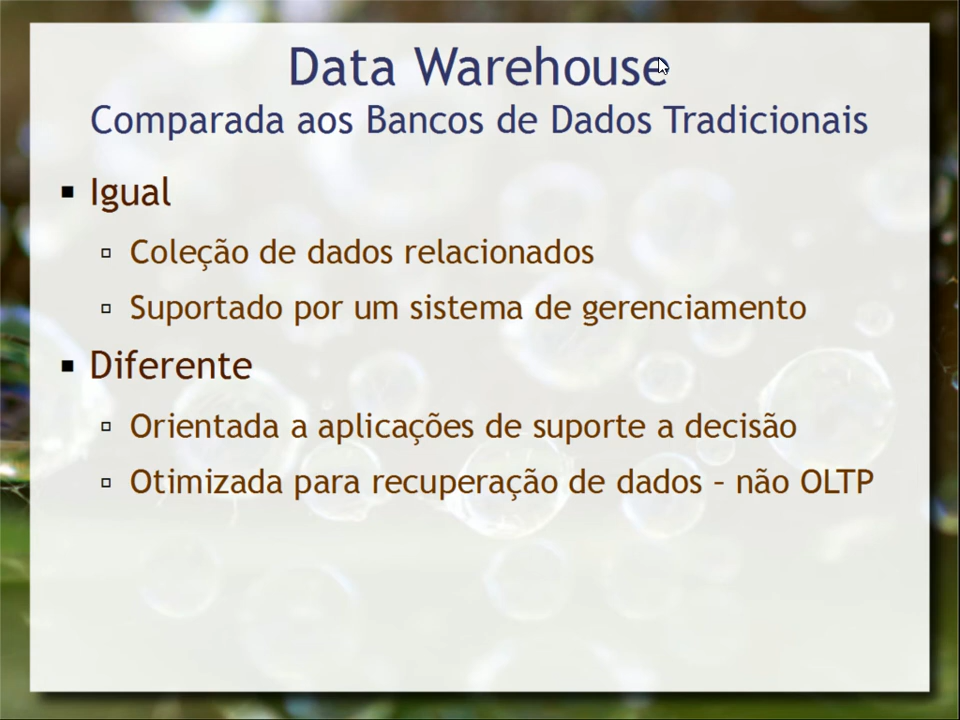 Data Warehouse
Comparada aos Bancos de Dados Tradicionais
Igual
Coleção de dados relacionados
Suportado por um sistema de gerenciamento
Diferente
Orientada a aplicações de suporte a decisão
Otimizada para recuperação de dados – não OLTP